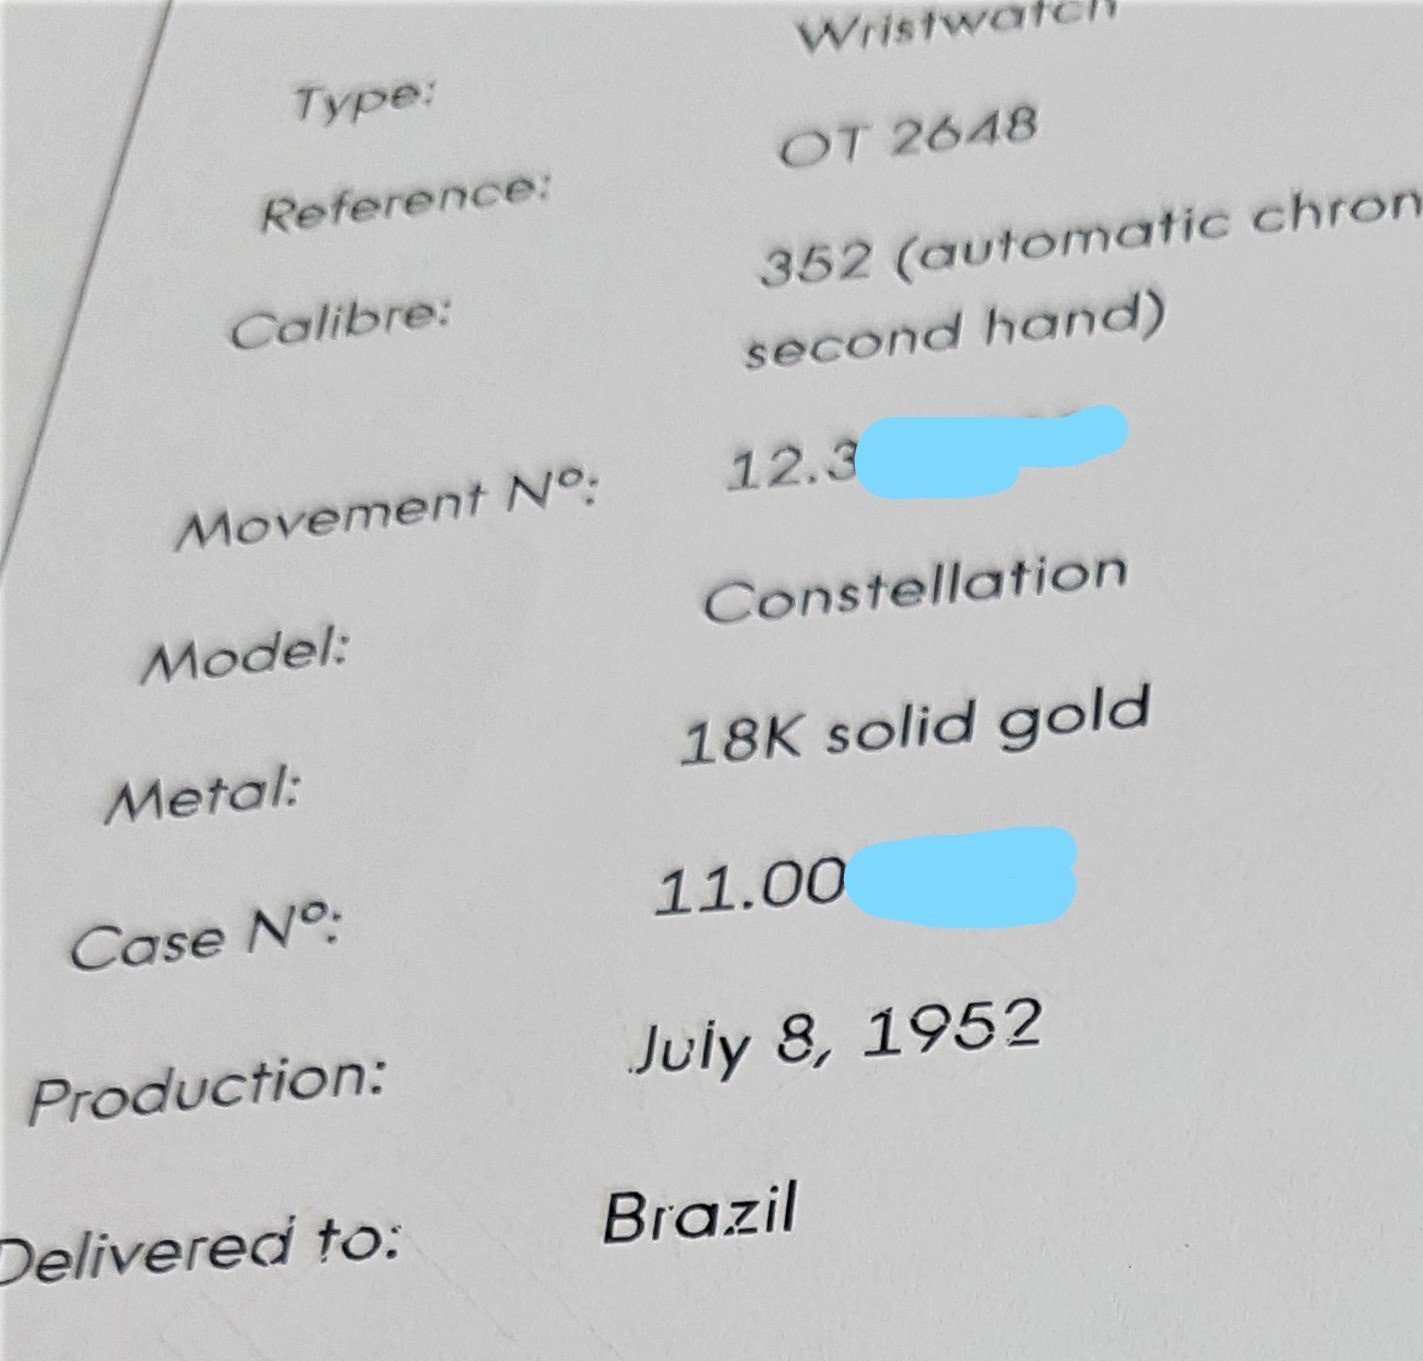 Type: Wristwatch
Reference: OT 2648
Calibre: 352 (automatic chron
second hand)
Movement Nº: 12.3
Model: Constellation
Metal: 18K solid gold
Case Nº: 11.00
Production: July 8, 1952
Delivered to: Brazil